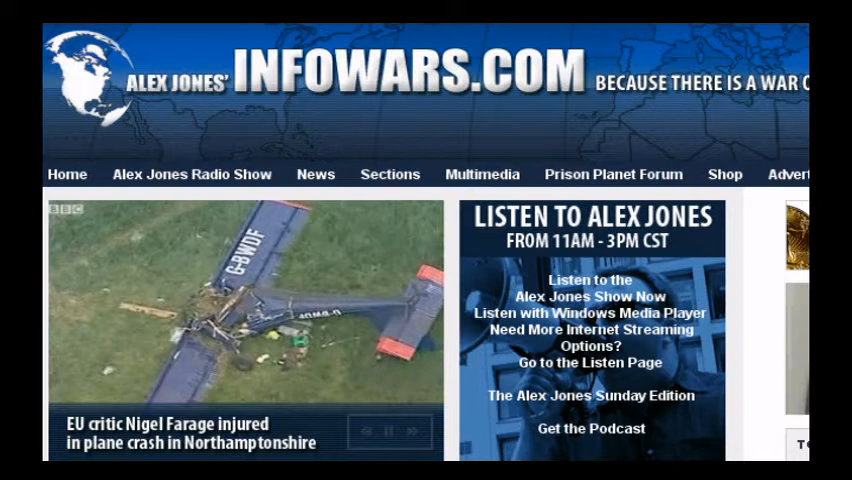 ALEX JONES' INFOWARS.COM BECAUSE THERE IS A WAR
Home Alex Jones Radio Show News Sections Multimedia Prison Planet Forum Shop
BBC
G-BWDF
G-BWDF
EU critic Nigel Farage injured
in plane crash in Northamptonshire
LISTEN TO ALEX JONES
FROM 11AM - 3PM CST
Listen to the
Alex Jones Show Now
Listen with Windows Media Player
Need More Internet Streaming
Options?
Go to the Listen Page
The Alex Jones Sunday Edition
Get the Podcast